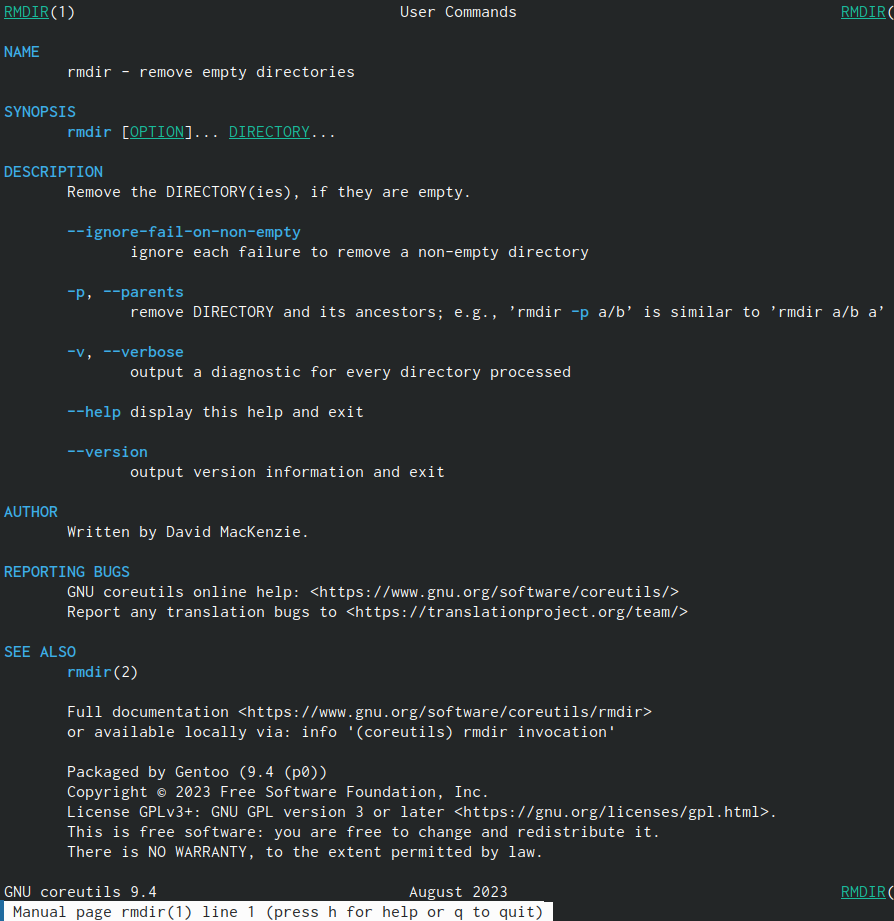 RMDIR(1) User Commands RMDIR(
NAME
rmdir - remove empty directories
SYNOPSIS
rmdir [OPTION]... DIRECTORY...
DESCRIPTION
Remove the DIRECTORY(ies), if they are empty.
--ignore-fail-on-non-empty
ignore each failure to remove a non-empty directory
-p, --parents
remove DIRECTORY and its ancestors; e.g., ’rmdir -p a/b’ is similar to ’rmdir a/b a’
-v, --verbose
output a diagnostic for every directory processed
--help display this help and exit
--version
output version information and exit
AUTHOR
Written by David MacKenzie.
REPORTING BUGS
GNU coreutils online help: <https://www.gnu.org/software/coreutils/>
Report any translation bugs to <https://translationproject.org/team/>
SEE ALSO
rmdir(2)
Full documentation <https://www.gnu.org/software/coreutils/rmdir>
or available locally via: info '(coreutils) rmdir invocation'
Packaged by Gentoo (9.4 (p0))
Copyright © 2023 Free Software Foundation, Inc.
License GPLv3+: GNU GPL version 3 or later <https://gnu.org/licenses/gpl.html>.
This is free software: you are free to change and redistribute it.
There is NO WARRANTY, to the extent permitted by law.
GNU coreutils 9.4 August 2023 RMDIR(
Manual page rmdir(1) line 1 (press h for help or q to quit)